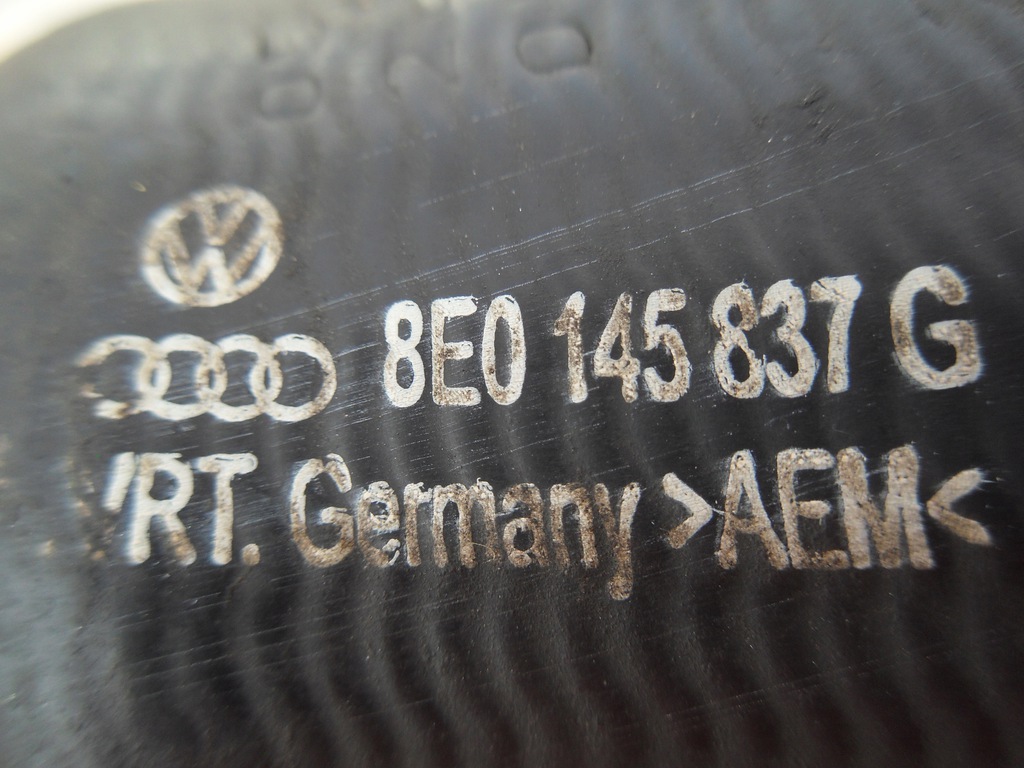 8E0 145 837 G
RT. Germany >AEM<